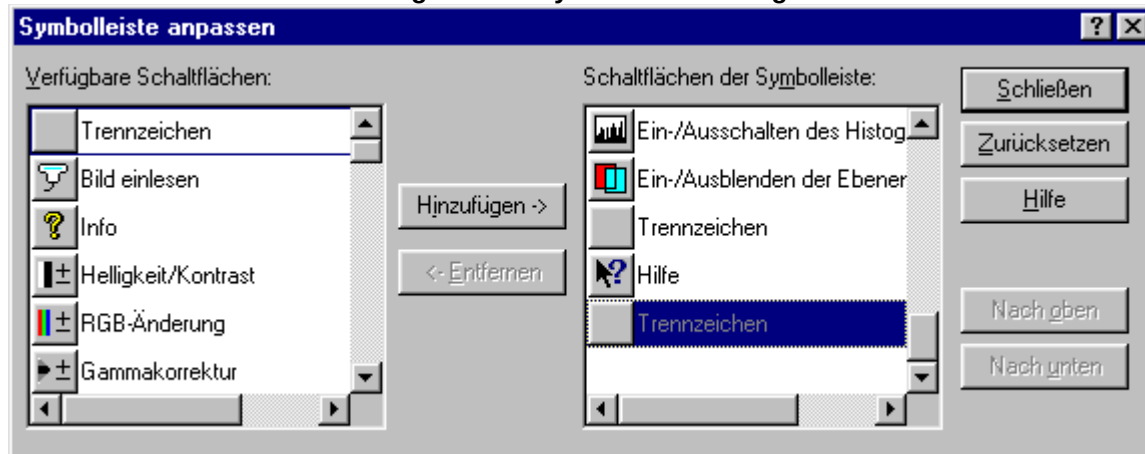 Symbolleiste anpassen
Verfügbare Schaltflächen:
Trennzeichen
Bild einlesen
Info
Helligkeit/Kontrast
RGB-Änderung
Gammakorrektur
Hinzufügen ->
<- Entfernen
Schaltflächen der Symbolleiste:
Ein-/Ausschalten des Histog
Ein-/Ausblenden der Ebenen
Trennzeichen
Hilfe
Trennzeichen
Schließen
Zurücksetzen
Hilfe
Nach oben
Nach unten